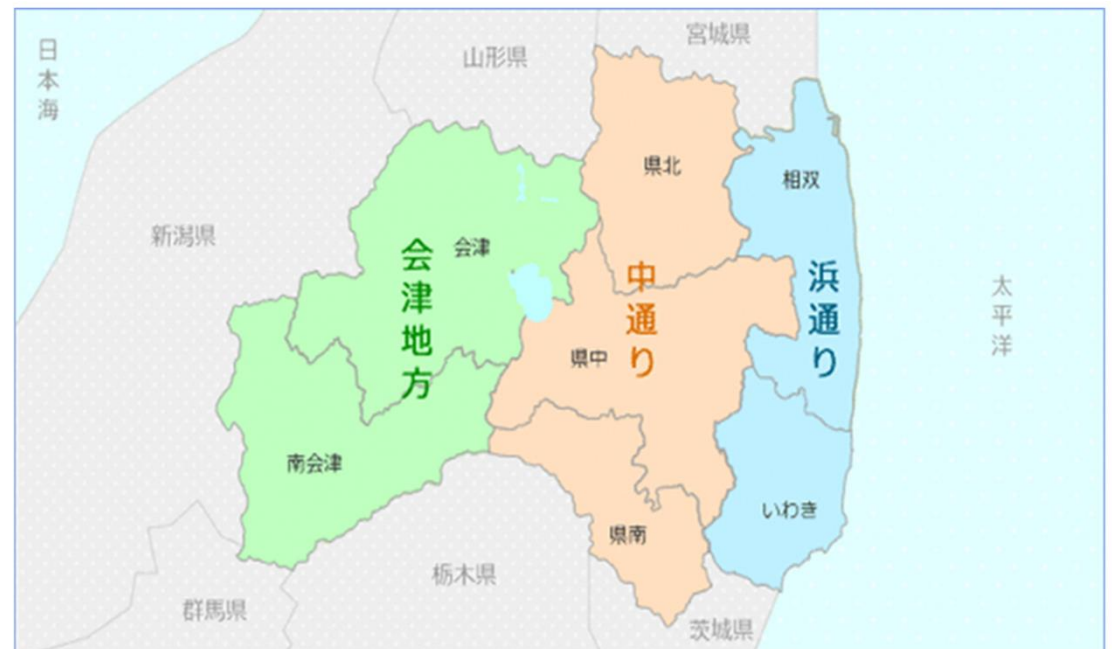 日本海
山形県
宮城県
県北
相双
新潟県
会津
会津地方
中通り
浜通り
太平洋
県中
南会津
いわき
県南
栃木県
群馬県
茨城県